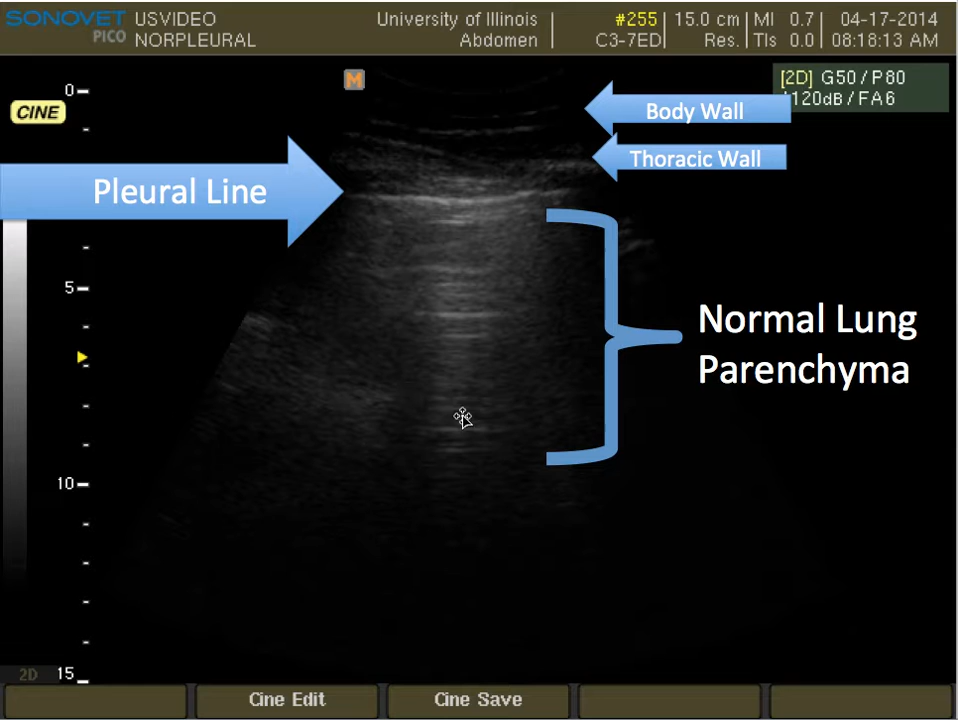 SONOVET
PICO
USVIDEO
NORPLEURAL
University of Illinois
Abdomen
#255
C3-7ED
15.0 cm
Res.
MI 0.7
TIs 0.0
04-17-2014
08:18:13 AM
M
[2D] G50/P80
120dB/FA6
CINE
0
5
10
15
2D
Body Wall
Thoracic Wall
Pleural Line
Normal Lung
Parenchyma
Cine Edit
Cine Save